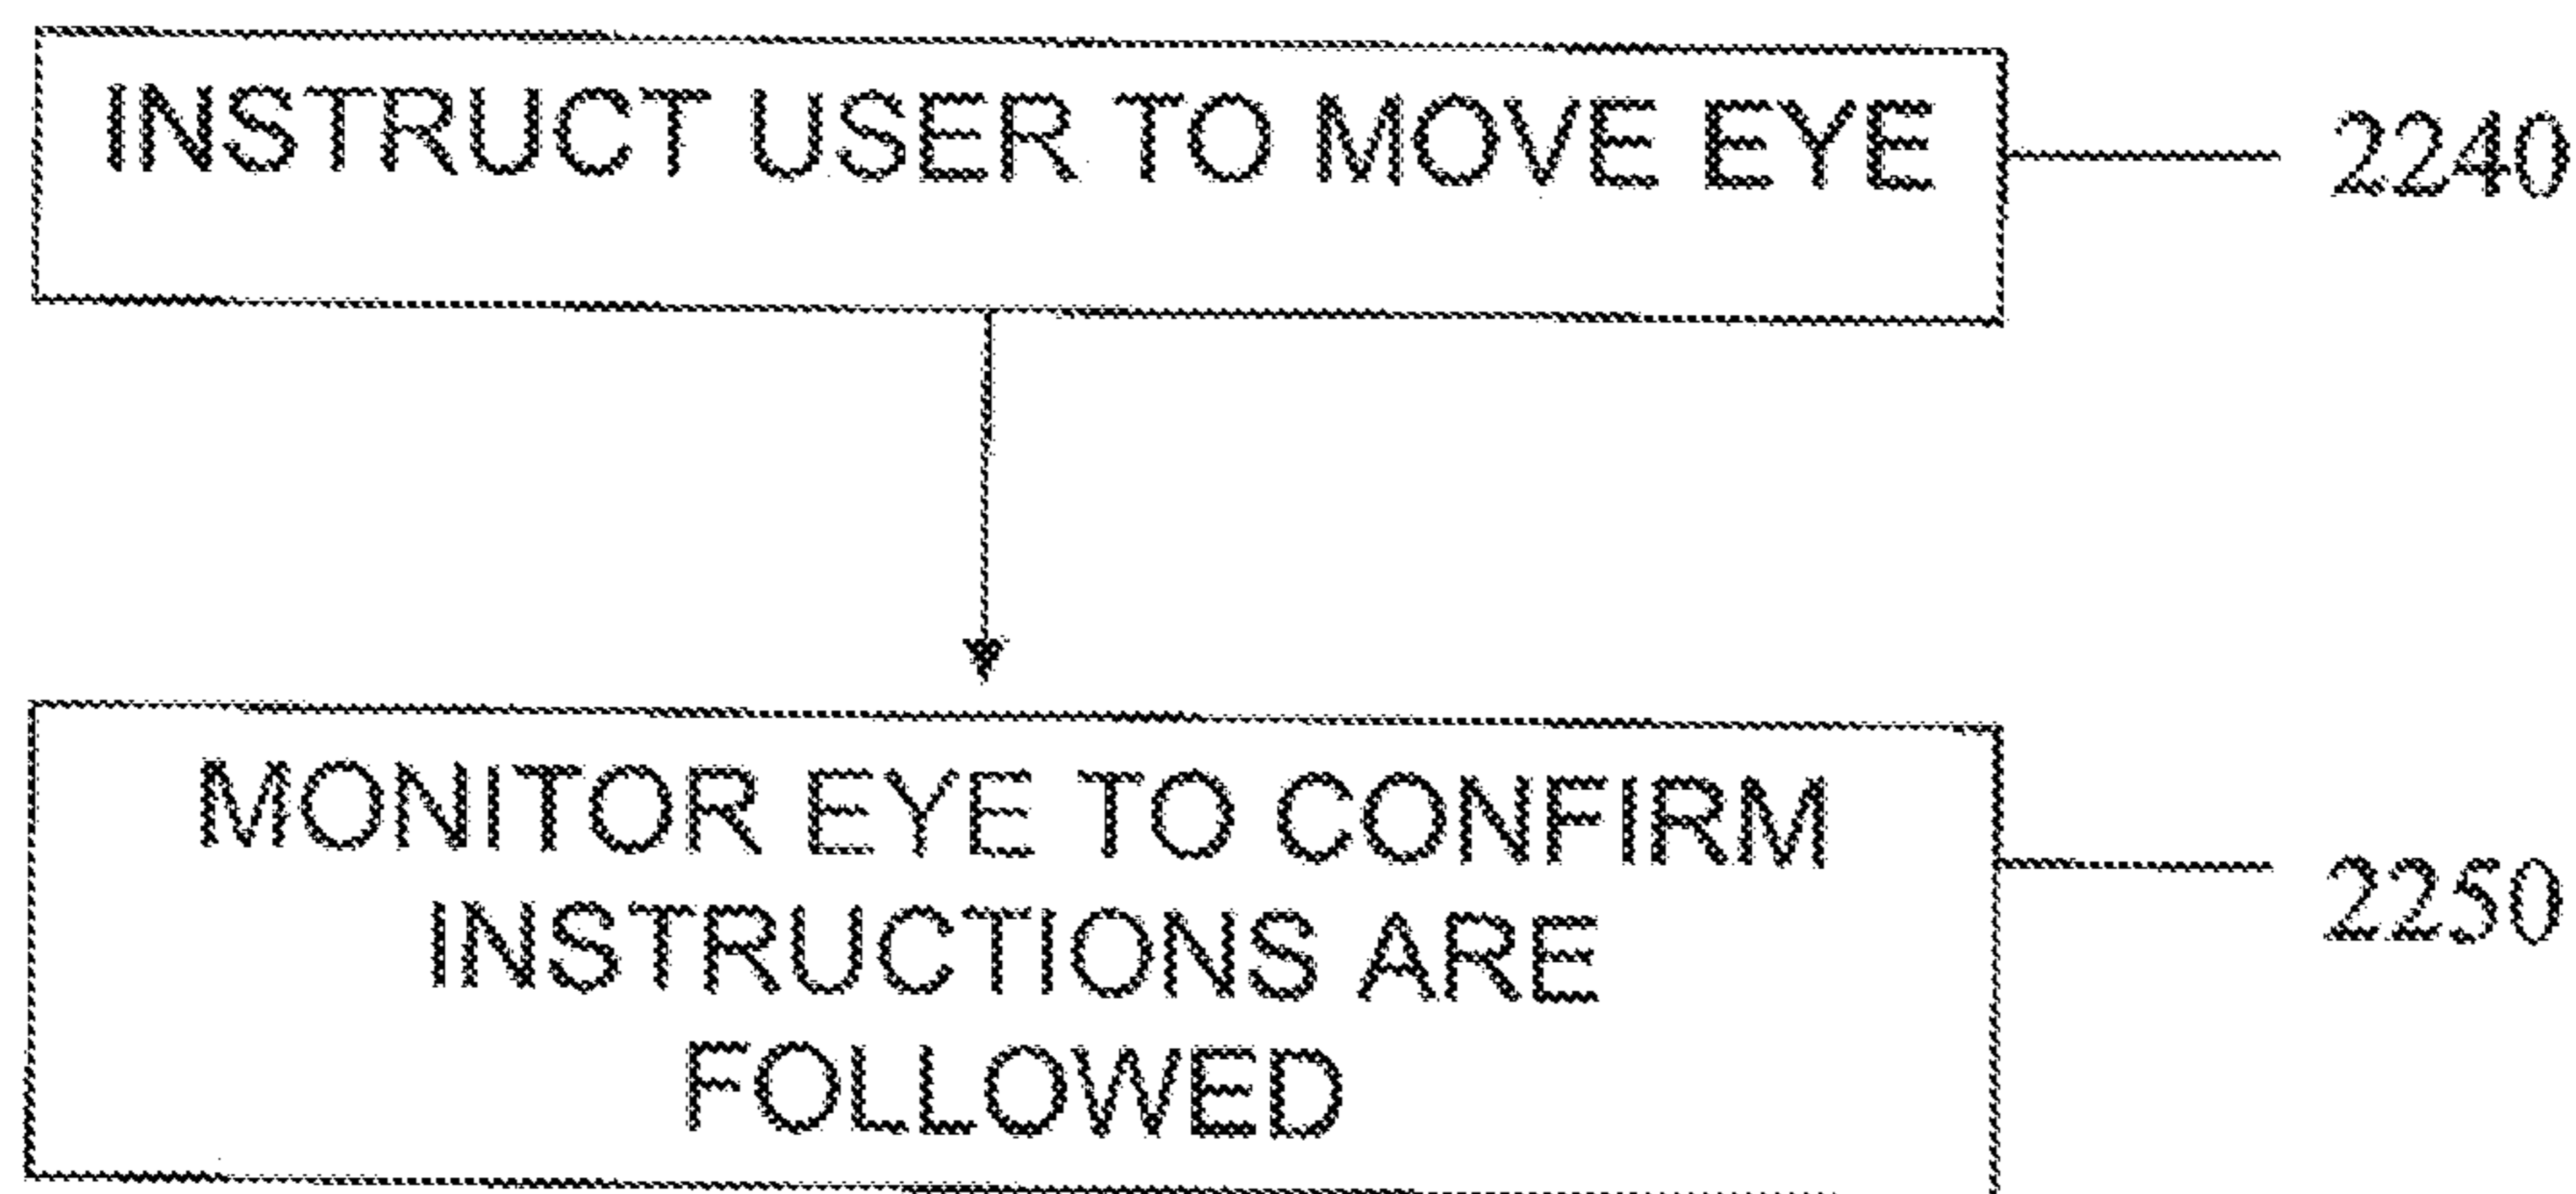 INSTRUCT USER TO MOVE EYE
2240
MONITOR EYE TO CONFIRM
INSTRUCTIONS ARE
FOLLOWED
2250